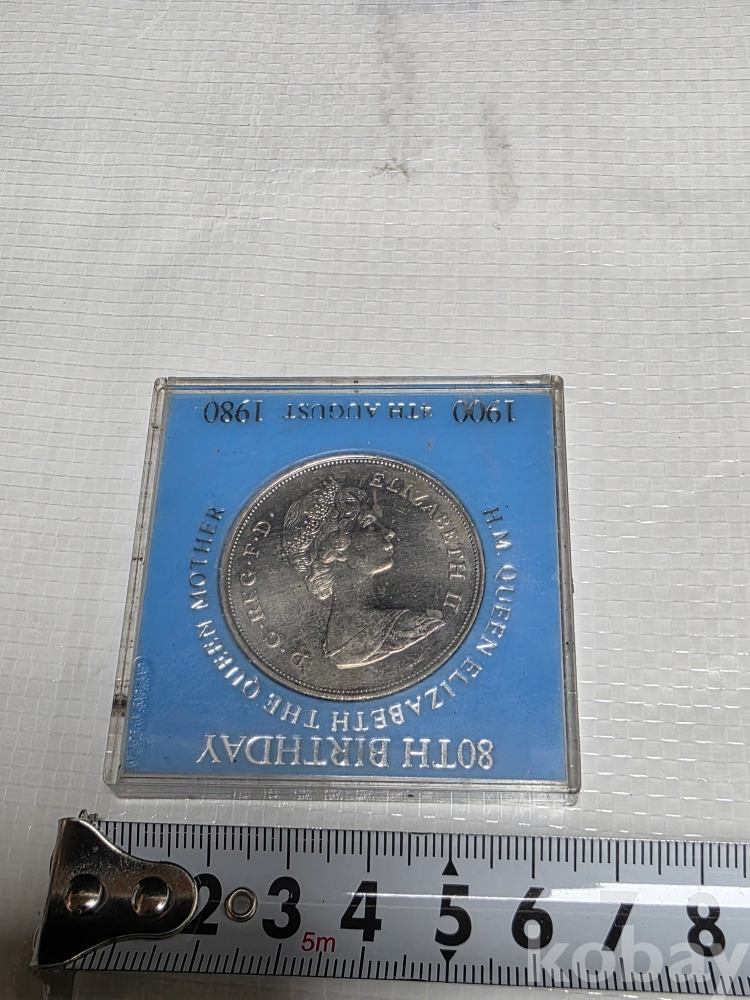 80TH BIRTHDAY
H.M. QUEEN ELIZABETH THE QUEEN MOTHER
1900 4TH AUGUST 1980
D·G·REG·F·D.
ELIZABETH II
2 3 4 5 6 7 8
5m
kobay